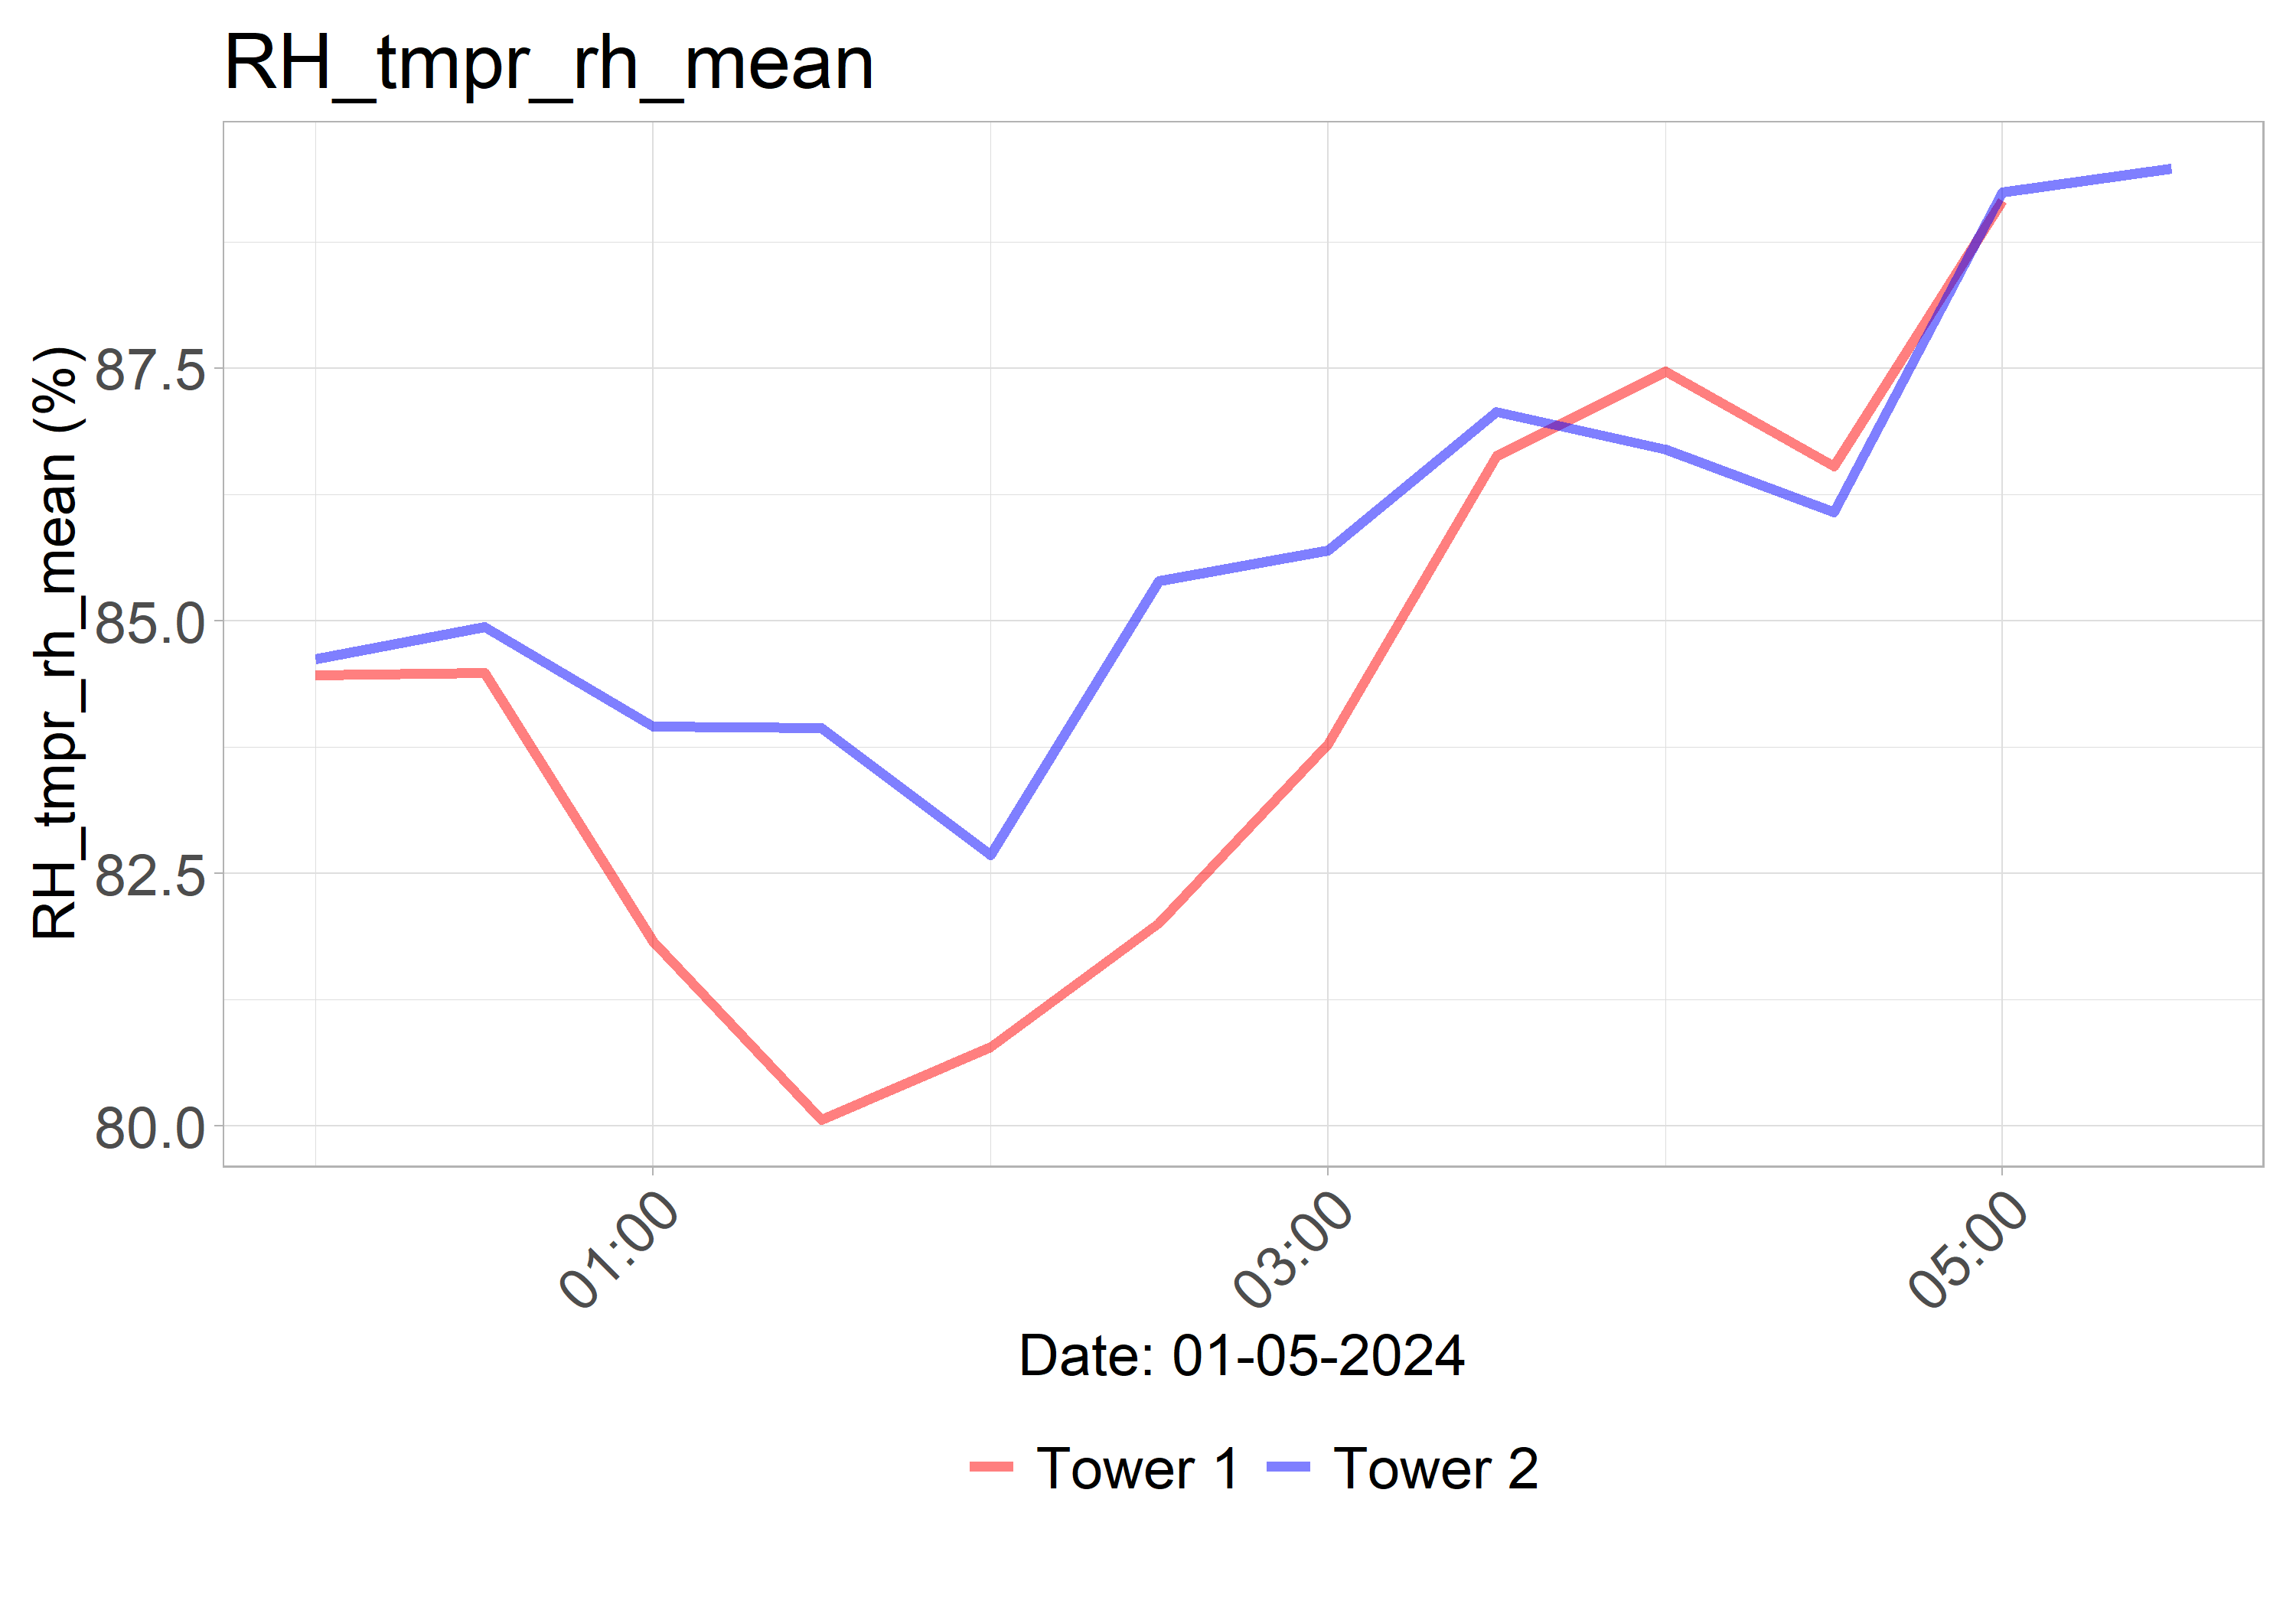 RH_tmpr_rh_mean
RH_tmpr_rh_mean (%)
87.5
85.0
82.5
80.0
01:00
03:00
05:00
Date: 01-05-2024
Tower 1
Tower 2